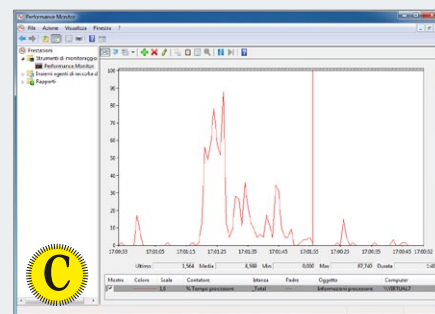 Performance Monitor
File Azione Visualizza Finestra ?
Prestazioni
Strumenti di monitoraggio
Performance Monitor
Insiemi agenti di raccolta d
Rapporti
100
90
80
70
60
50
40
30
20
10
0
17:00:53 17:01:05 17:01:15 17:01:25 17:01:35 17:01:45 17:01:55 17:00:25 17:00:35 17:00:45 17:00:52
Ultimo 1,564 Media 8,599 Min 0,000 Max 87,740 Durata 1:40
Mostra Colore Scala Contatore Istanza Padre Oggetto Computer
1,0 % Tempo processore _Total --- Informazioni processore \\VIRTUAL7
C